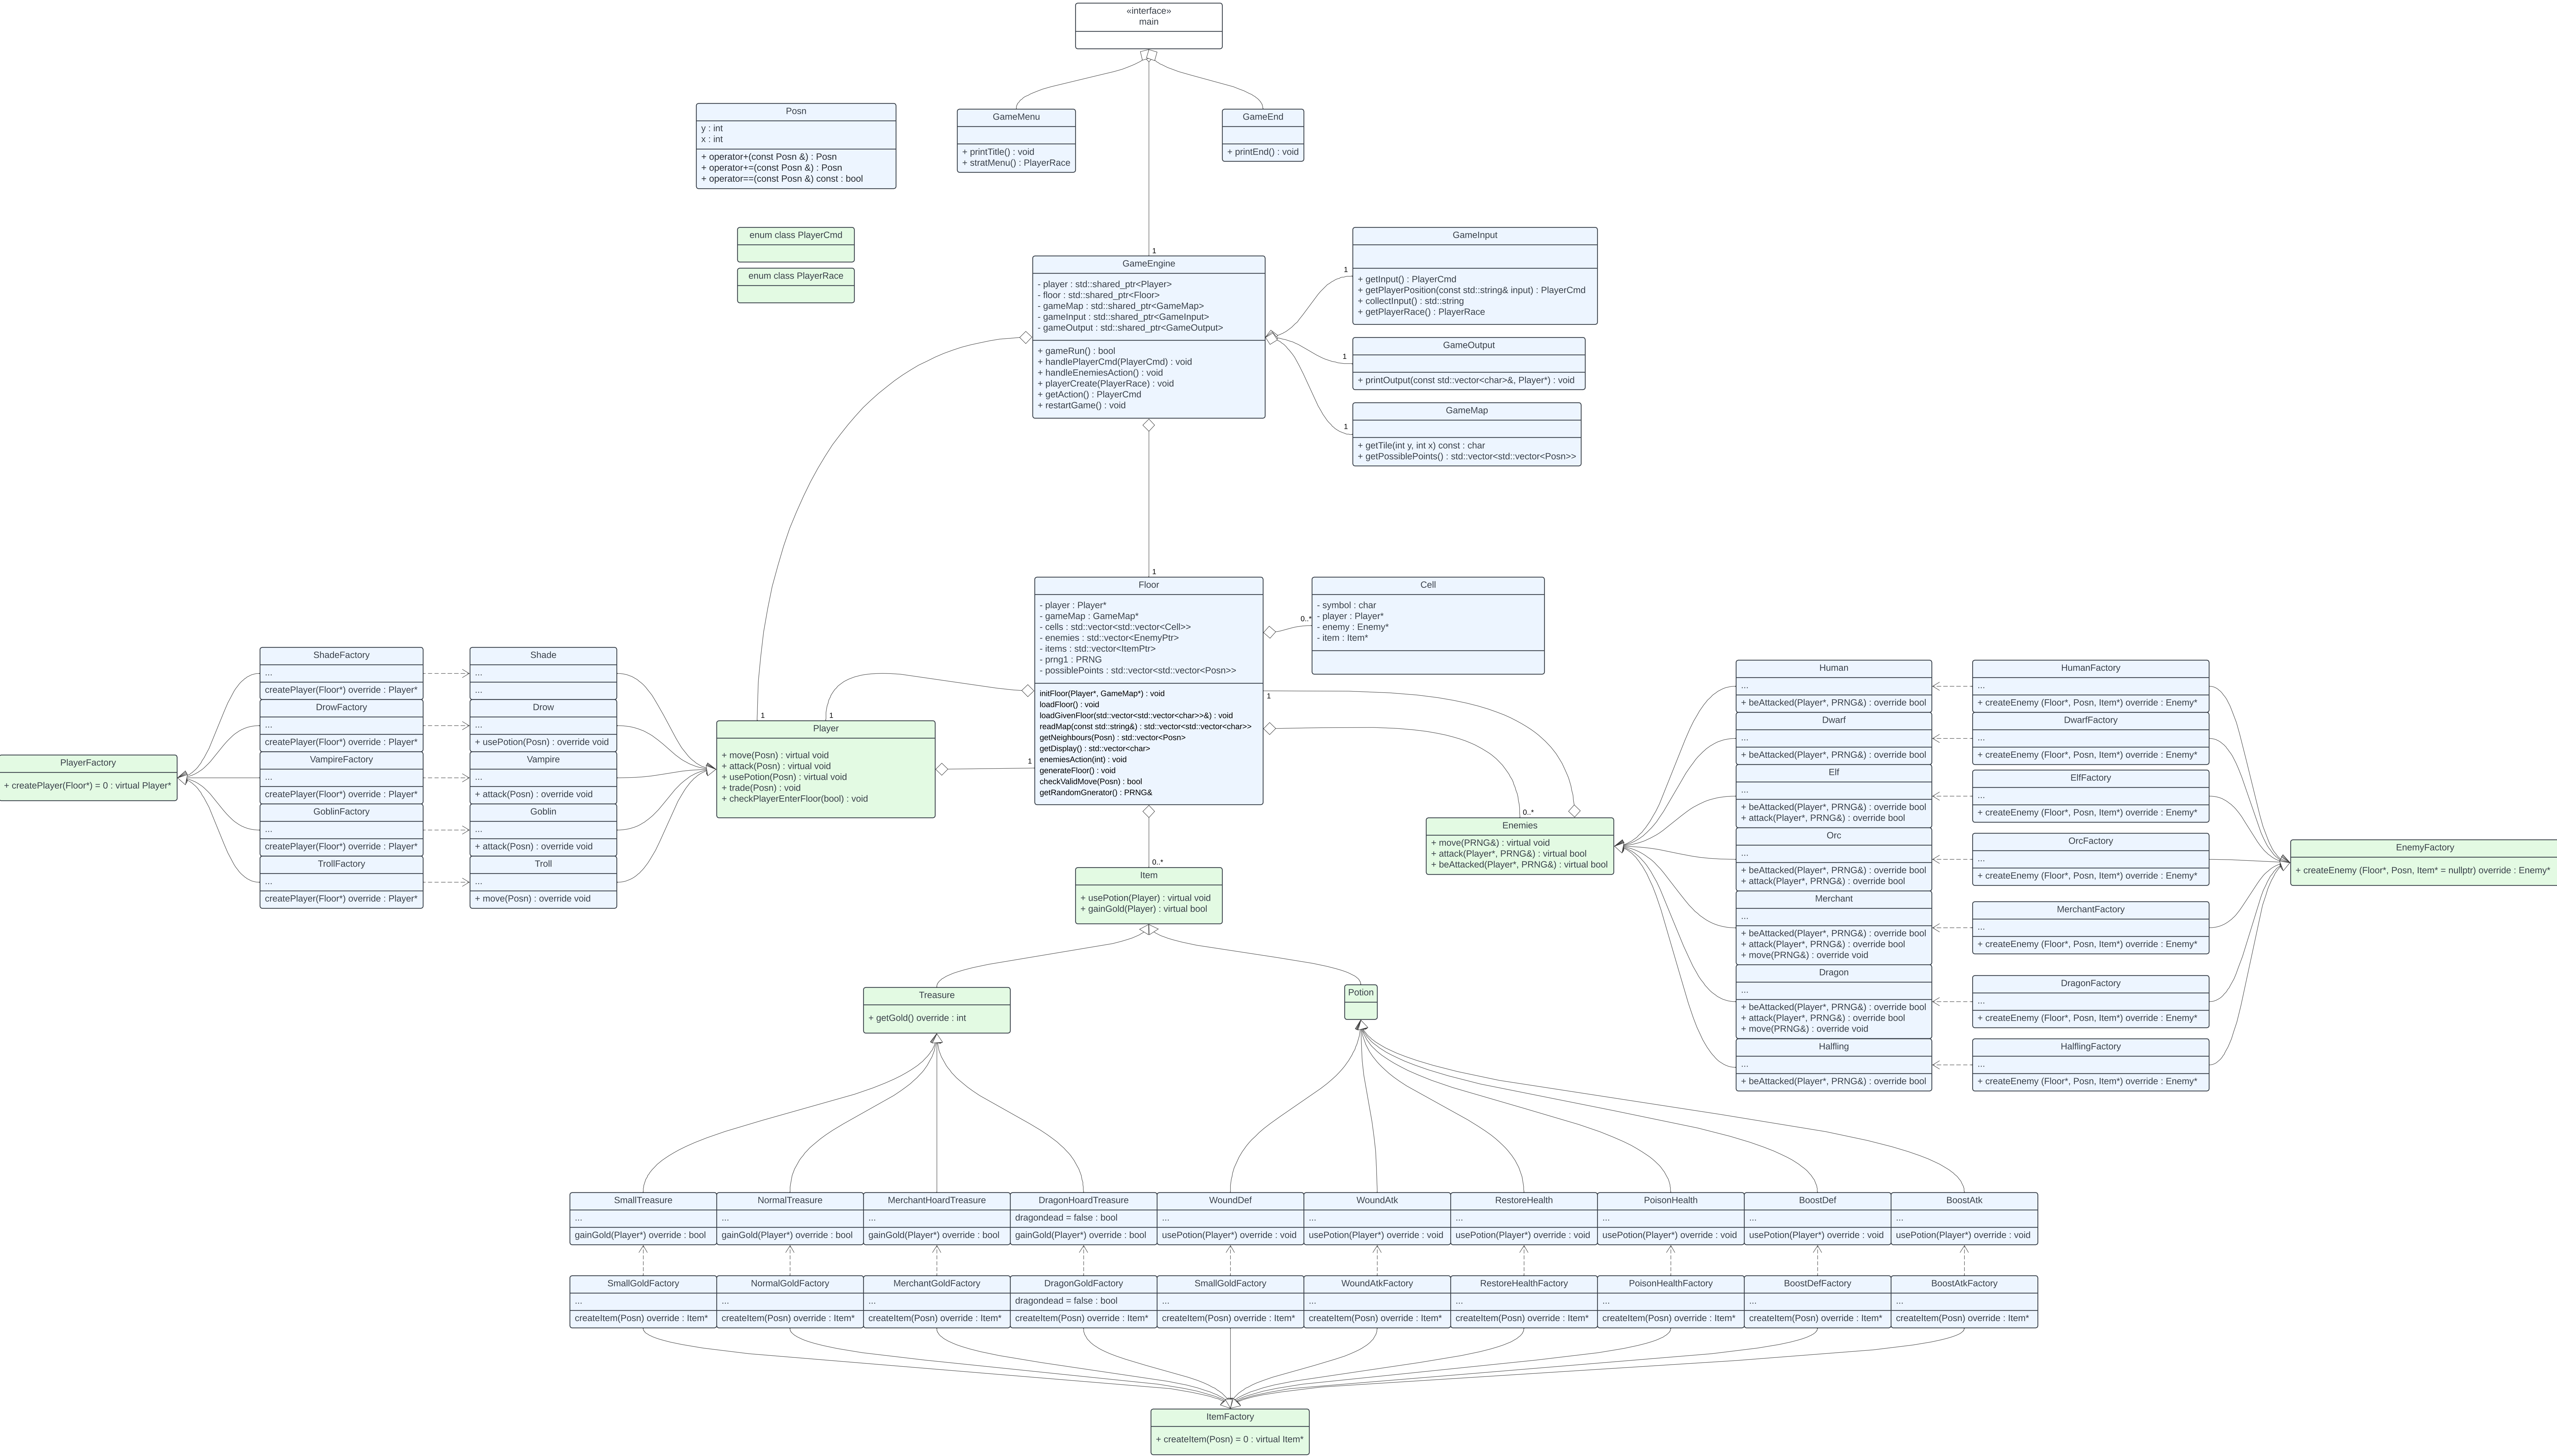 «interface»
main
Posn
y : int
x : int
+ operator+(const Posn &) : Posn
+ operator+=(const Posn &) : Posn
+ operator==(const Posn &) const : bool
GameMenu
+ printTitle() : void
+ stratMenu() : PlayerRace
GameEnd
+ printEnd() : void
enum class PlayerCmd
enum class PlayerRace
1
GameEngine
- player : std::shared_ptr<Player>
- floor : std::shared_ptr<Floor>
- gameMap : std::shared_ptr<GameMap>
- gameInput : std::shared_ptr<GameInput>
- gameOutput : std::shared_ptr<GameOutput>
+ gameRun() : bool
+ handlePlayerCmd(PlayerCmd) : void
+ handleEnemiesAction() : void
+ playerCreate(PlayerRace) : void
+ getAction() : PlayerCmd
+ restartGame() : void
1
GameInput
+ getInput() : PlayerCmd
+ getPlayerPosition(const std::string& input) : PlayerCmd
+ collectInput() : std::string
+ getPlayerRace() : PlayerRace
1
GameOutput
+ printOutput(const std::vector<char>&, Player*) : void
1
GameMap
+ getTile(int y, int x) const : char
+ getPossiblePoints() : std::vector<std::vector<Posn>>
1
Floor
- player : Player*
- gameMap : GameMap*
- cells : std::vector<std::vector<Cell>>
- enemies : std::vector<EnemyPtr>
- items : std::vector<ItemPtr>
- prng1 : PRNG
- possiblePoints : std::vector<std::vector<Posn>>
initFloor(Player*, GameMap*) : void
loadFloor() : void
loadGivenFloor(std::vector<std::vector<char>>&) : void
readMap(const std::string&) : std::vector<std::vector<char>>
getNeighbours(Posn) : std::vector<Posn>
getDisplay() : std::vector<char>
enemiesAction(int) : void
generateFloor() : void
checkValidMove(Posn) : bool
getRandomGnerator() : PRNG&
0..*
Cell
- symbol : char
- player : Player*
- enemy : Enemy*
- item : Item*
1
1
1
1
Player
+ move(Posn) : virtual void
+ attack(Posn) : virtual void
+ usePotion(Posn) : virtual void
+ trade(Posn) : void
+ checkPlayerEnterFloor(bool) : void
PlayerFactory
+ createPlayer(Floor*) = 0 : virtual Player*
ShadeFactory
...
createPlayer(Floor*) override : Player*
DrowFactory
...
createPlayer(Floor*) override : Player*
VampireFactory
...
createPlayer(Floor*) override : Player*
GoblinFactory
...
createPlayer(Floor*) override : Player*
TrollFactory
...
createPlayer(Floor*) override : Player*
Shade
...
...
Drow
...
+ usePotion(Posn) : override void
Vampire
...
+ attack(Posn) : override void
Goblin
...
+ attack(Posn) : override void
Troll
...
+ move(Posn) : override void
0..*
Enemies
+ move(PRNG&) : virtual void
+ attack(Player*, PRNG&) : virtual bool
+ beAttacked(Player*, PRNG&) : virtual bool
Human
...
+ beAttacked(Player*, PRNG&) : override bool
Dwarf
...
+ beAttacked(Player*, PRNG&) : override bool
Elf
...
+ beAttacked(Player*, PRNG&) : override bool
+ attack(Player*, PRNG&) : override bool
Orc
...
+ beAttacked(Player*, PRNG&) : override bool
+ attack(Player*, PRNG&) : override bool
Merchant
...
+ beAttacked(Player*, PRNG&) : override bool
+ attack(Player*, PRNG&) : override bool
+ move(PRNG&) : override void
Dragon
...
+ beAttacked(Player*, PRNG&) : override bool
+ attack(Player*, PRNG&) : override bool
+ move(PRNG&) : override void
Halfling
...
+ beAttacked(Player*, PRNG&) : override bool
HumanFactory
...
+ createEnemy (Floor*, Posn, Item*) override : Enemy*
DwarfFactory
...
+ createEnemy (Floor*, Posn, Item*) override : Enemy*
ElfFactory
...
+ createEnemy (Floor*, Posn, Item*) override : Enemy*
OrcFactory
...
+ createEnemy (Floor*, Posn, Item*) override : Enemy*
MerchantFactory
...
+ createEnemy (Floor*, Posn, Item*) override : Enemy*
DragonFactory
...
+ createEnemy (Floor*, Posn, Item*) override : Enemy*
HalflingFactory
...
+ createEnemy (Floor*, Posn, Item*) override : Enemy*
EnemyFactory
+ createEnemy (Floor*, Posn, Item* = nullptr) override : Enemy*
0..*
Item
+ usePotion(Player) : virtual void
+ gainGold(Player) : virtual bool
Treasure
+ getGold() override : int
Potion
SmallTreasure
...
gainGold(Player*) override : bool
NormalTreasure
...
gainGold(Player*) override : bool
MerchantHoardTreasure
...
gainGold(Player*) override : bool
DragonHoardTreasure
dragondead = false : bool
gainGold(Player*) override : bool
WoundDef
...
usePotion(Player*) override : void
WoundAtk
...
usePotion(Player*) override : void
RestoreHealth
...
usePotion(Player*) override : void
PoisonHealth
...
usePotion(Player*) override : void
BoostDef
...
usePotion(Player*) override : void
BoostAtk
...
usePotion(Player*) override : void
SmallGoldFactory
...
createItem(Posn) override : Item*
NormalGoldFactory
...
createItem(Posn) override : Item*
MerchantGoldFactory
...
createItem(Posn) override : Item*
DragonGoldFactory
dragondead = false : bool
createItem(Posn) override : Item*
SmallGoldFactory
...
createItem(Posn) override : Item*
WoundAtkFactory
...
createItem(Posn) override : Item*
RestoreHealthFactory
...
createItem(Posn) override : Item*
PoisonHealthFactory
...
createItem(Posn) override : Item*
BoostDefFactory
...
createItem(Posn) override : Item*
BoostAtkFactory
...
createItem(Posn) override : Item*
ItemFactory
+ createItem(Posn) = 0 : virtual Item*